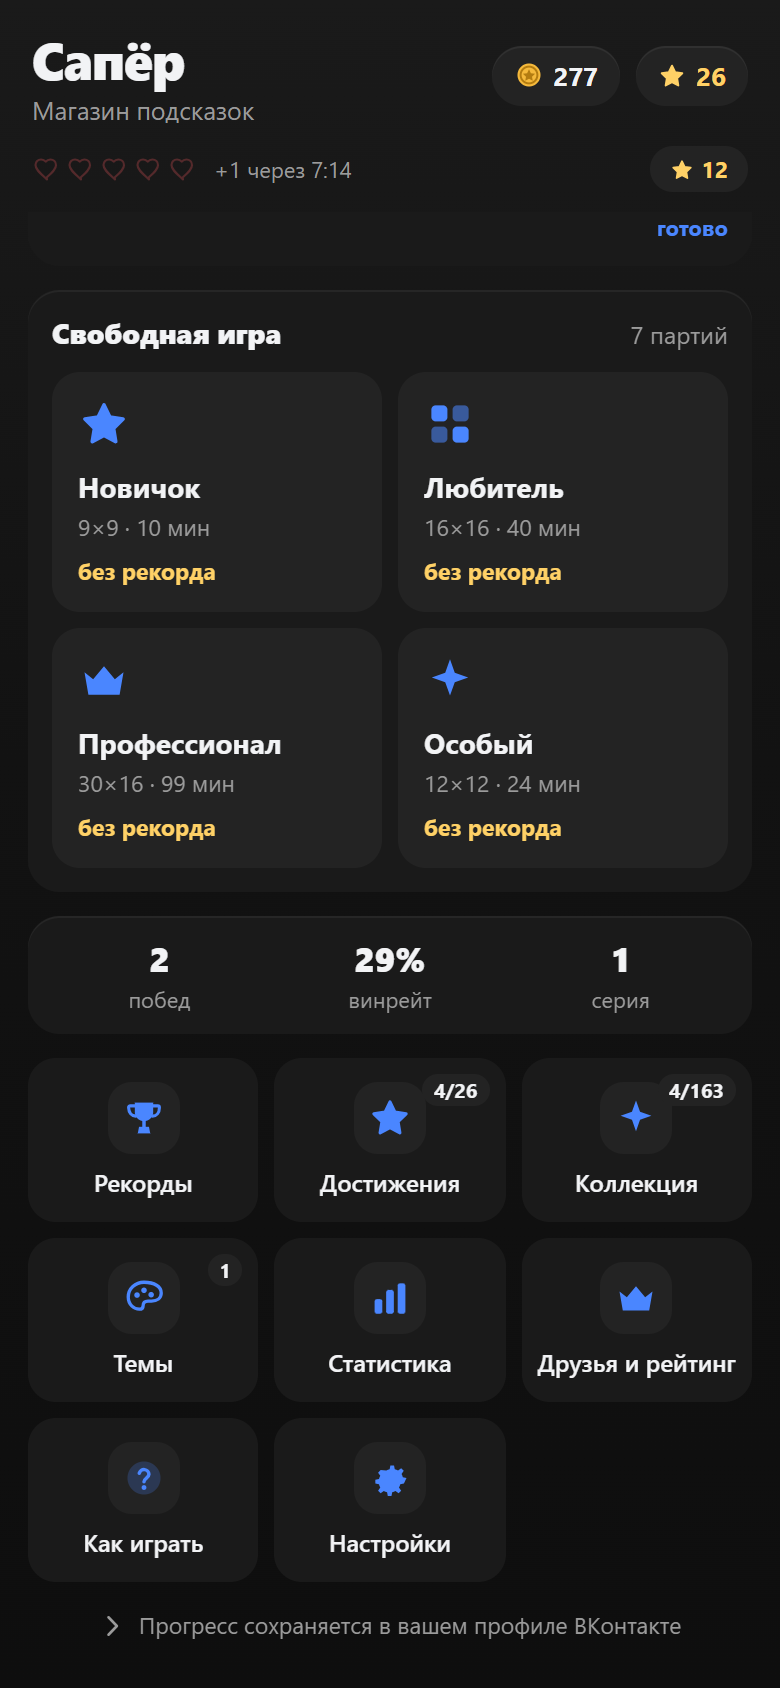 Сапёр
277
26
Магазин подсказок
+1 через 7:14
12
готово
Свободная игра
7 партий
Новичок
9×9 · 10 мин
без рекорда
Любитель
16×16 · 40 мин
без рекорда
Профессионал
30×16 · 99 мин
без рекорда
Особый
12×12 · 24 мин
без рекорда
2
побед
29%
винрейт
1
серия
Рекорды
4/26
Достижения
4/163
Коллекция
1
Темы
Статистика
Друзья и рейтинг
?
Как играть
Настройки
Прогресс сохраняется в вашем профиле ВКонтакте